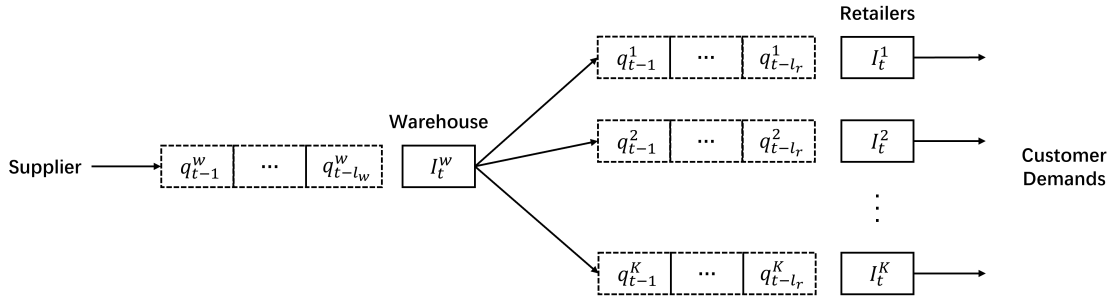 Retailers
q^1_{t-1} ... q^1_{t-l_r} I^1_t
Warehouse
q^2_{t-1} ... q^2_{t-l_r} I^2_t
Supplier q^w_{t-1} ... q^w_{t-l_w} I^w_t
Customer
Demands
⋮
q^K_{t-1} ... q^K_{t-l_r} I^K_t